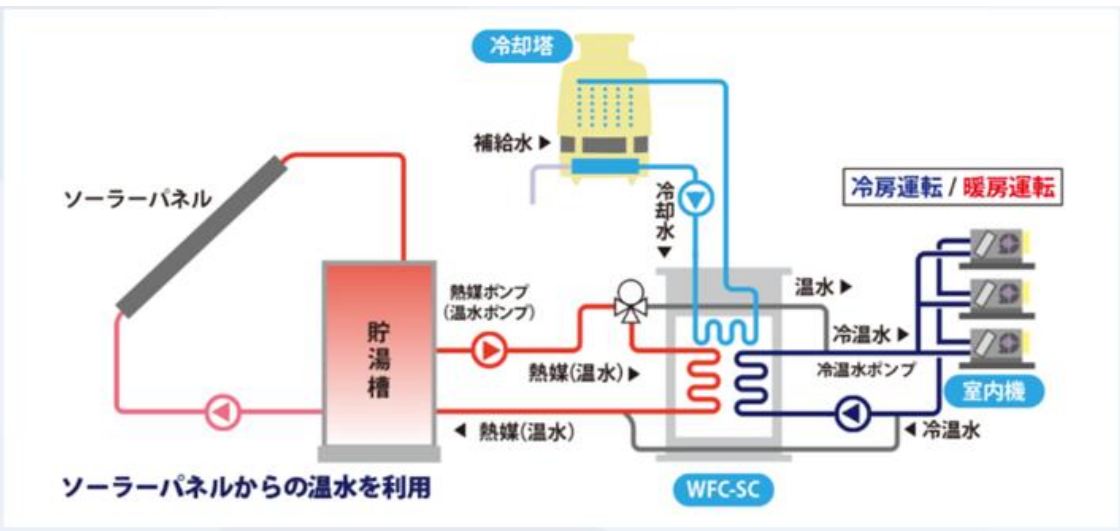 冷却塔
補給水▶
ソーラーパネル
冷却水▼
冷房運転 / 暖房運転
熱媒ポンプ
(温水ポンプ)
温水▶
貯湯槽
冷温水▶
熱媒(温水)▶
冷温水ポンプ
室内機
◀ 熱媒(温水)
◀冷温水
ソーラーパネルからの温水を利用
WFC-SC